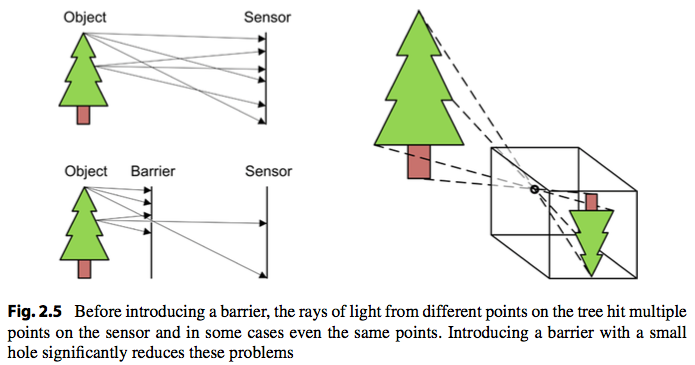 Object Sensor
Object Barrier Sensor
Fig. 2.5 Before introducing a barrier, the rays of light from different points on the tree hit multiple
points on the sensor and in some cases even the same points. Introducing a barrier with a small
hole significantly reduces these problems